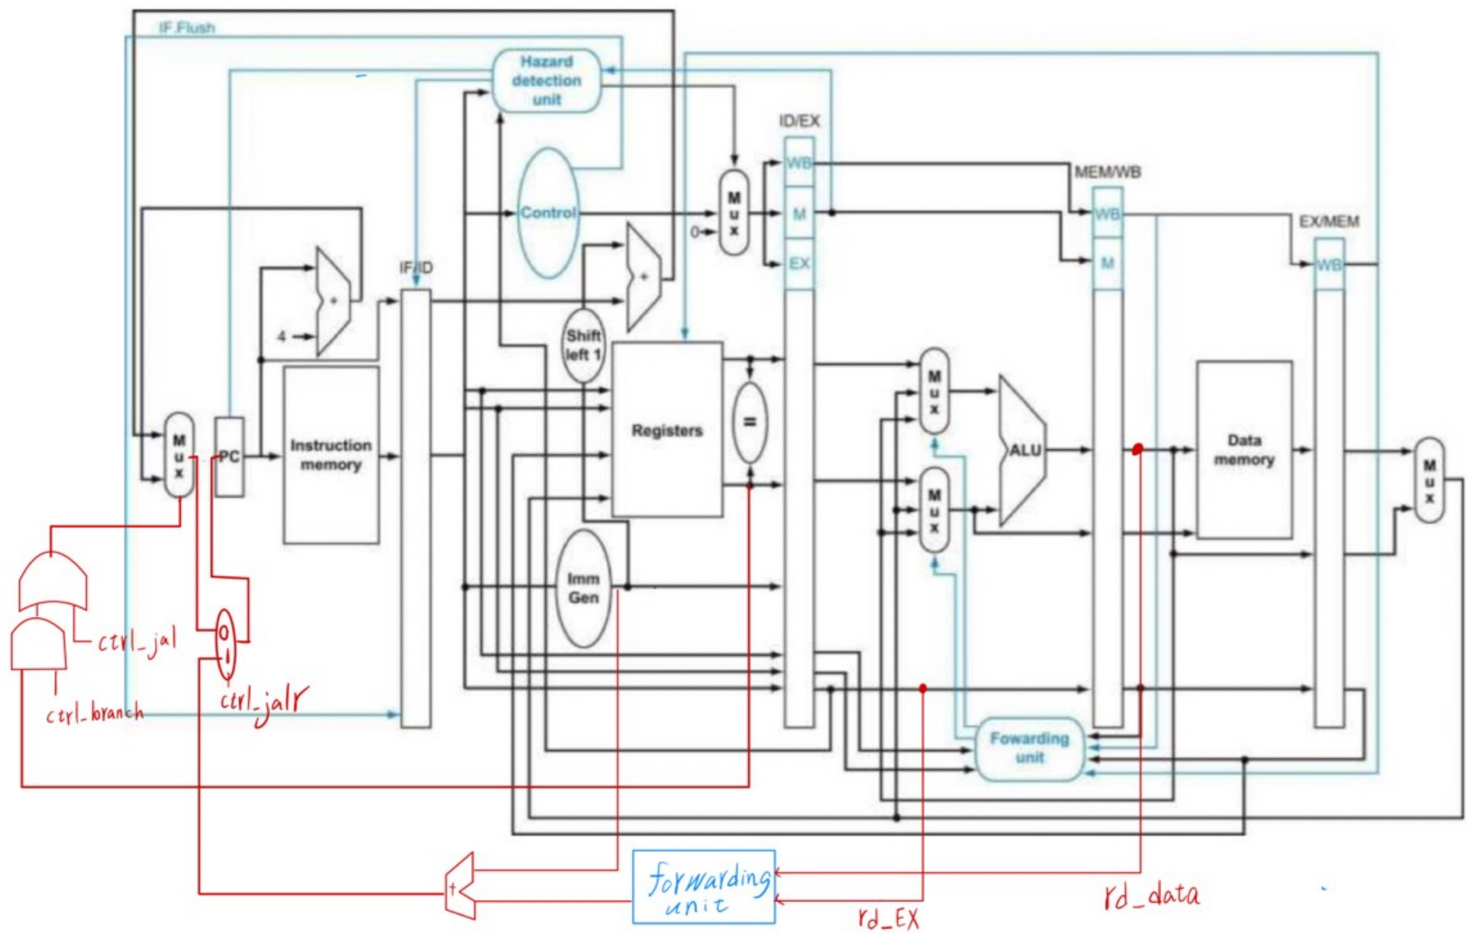 IF.Flush
Hazard
detection
unit
ID/EX
WB
M
EX
MEM/WB
WB
M
EX/MEM
WB
Control
M
u
x
0
+
+
4
IF/ID
Shift
left 1
M
u
x
PC
Instruction
memory
Registers
=
M
u
x
M
u
x
ALU
Data
memory
M
u
x
Imm
Gen
ctrl_jal
0
1
ctrl_jalr
ctrl_branch
Fowarding
unit
+
forwarding
unit
rd_EX
rd_data